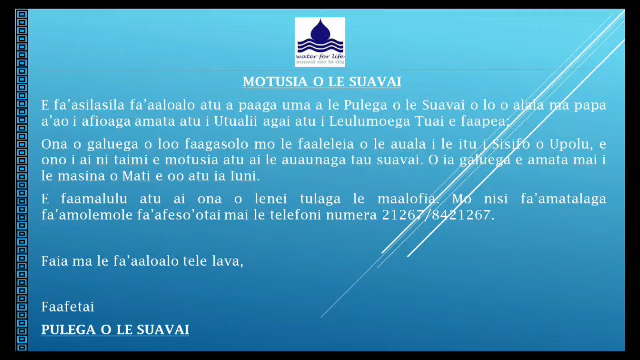 water for life
suavai mo le ola
MOTUSIA O LE SUAVAI
E fa'asilasila fa'aaloalo atu a paaga uma a le Pulega o le Suavai o lo o alala ma papa
a'ao i afioaga amata atu i Utualii agai atu i Leulumoega Tuai e faapea;
Ona o galuega o loo faagasolo mo le faaleleia o le auala i le itu i Sisifo o Upolu, e
ono i ai ni taimi e motusia atu ai le auaunaga tau suavai. O ia galuega e amata mai i
le masina o Mati e oo atu ia Iuni.
E faamalulu atu ai ona o lenei tulaga le maalofia. Mo nisi fa'amatalaga
fa'amolemole fa'afeso'otai mai le telefoni numera 21267/8421267.
Faia ma le fa'aaloalo tele lava,
Faafetai
PULEGA O LE SUAVAI